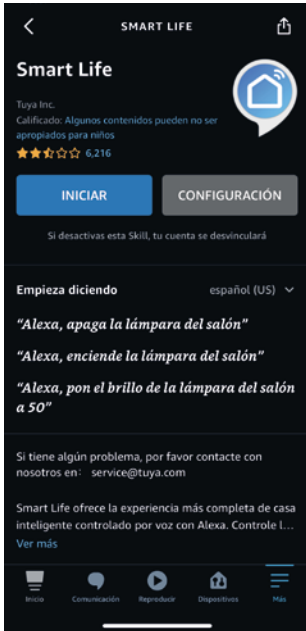 SMART LIFE
Smart Life
Tuya Inc.
Calificado: Algunos contenidos pueden no ser
apropiados para niños
6,216
INICIAR
CONFIGURACIÓN
Si desactivas esta Skill, tu cuenta se desvinculará
Empieza diciendo
español (US)
“Alexa, apaga la lámpara del salón”
“Alexa, enciende la lámpara del salón”
“Alexa, pon el brillo de la lámpara del salón
a 50”
Si tiene algún problema, por favor contacte con
nosotros en: service@tuya.com
Smart Life ofrece la experiencia más completa de casa
inteligente controlado por voz con Alexa. Controle l...
Ver más
Inicio
Comunicación
Reproducir
Dispositivos
Más